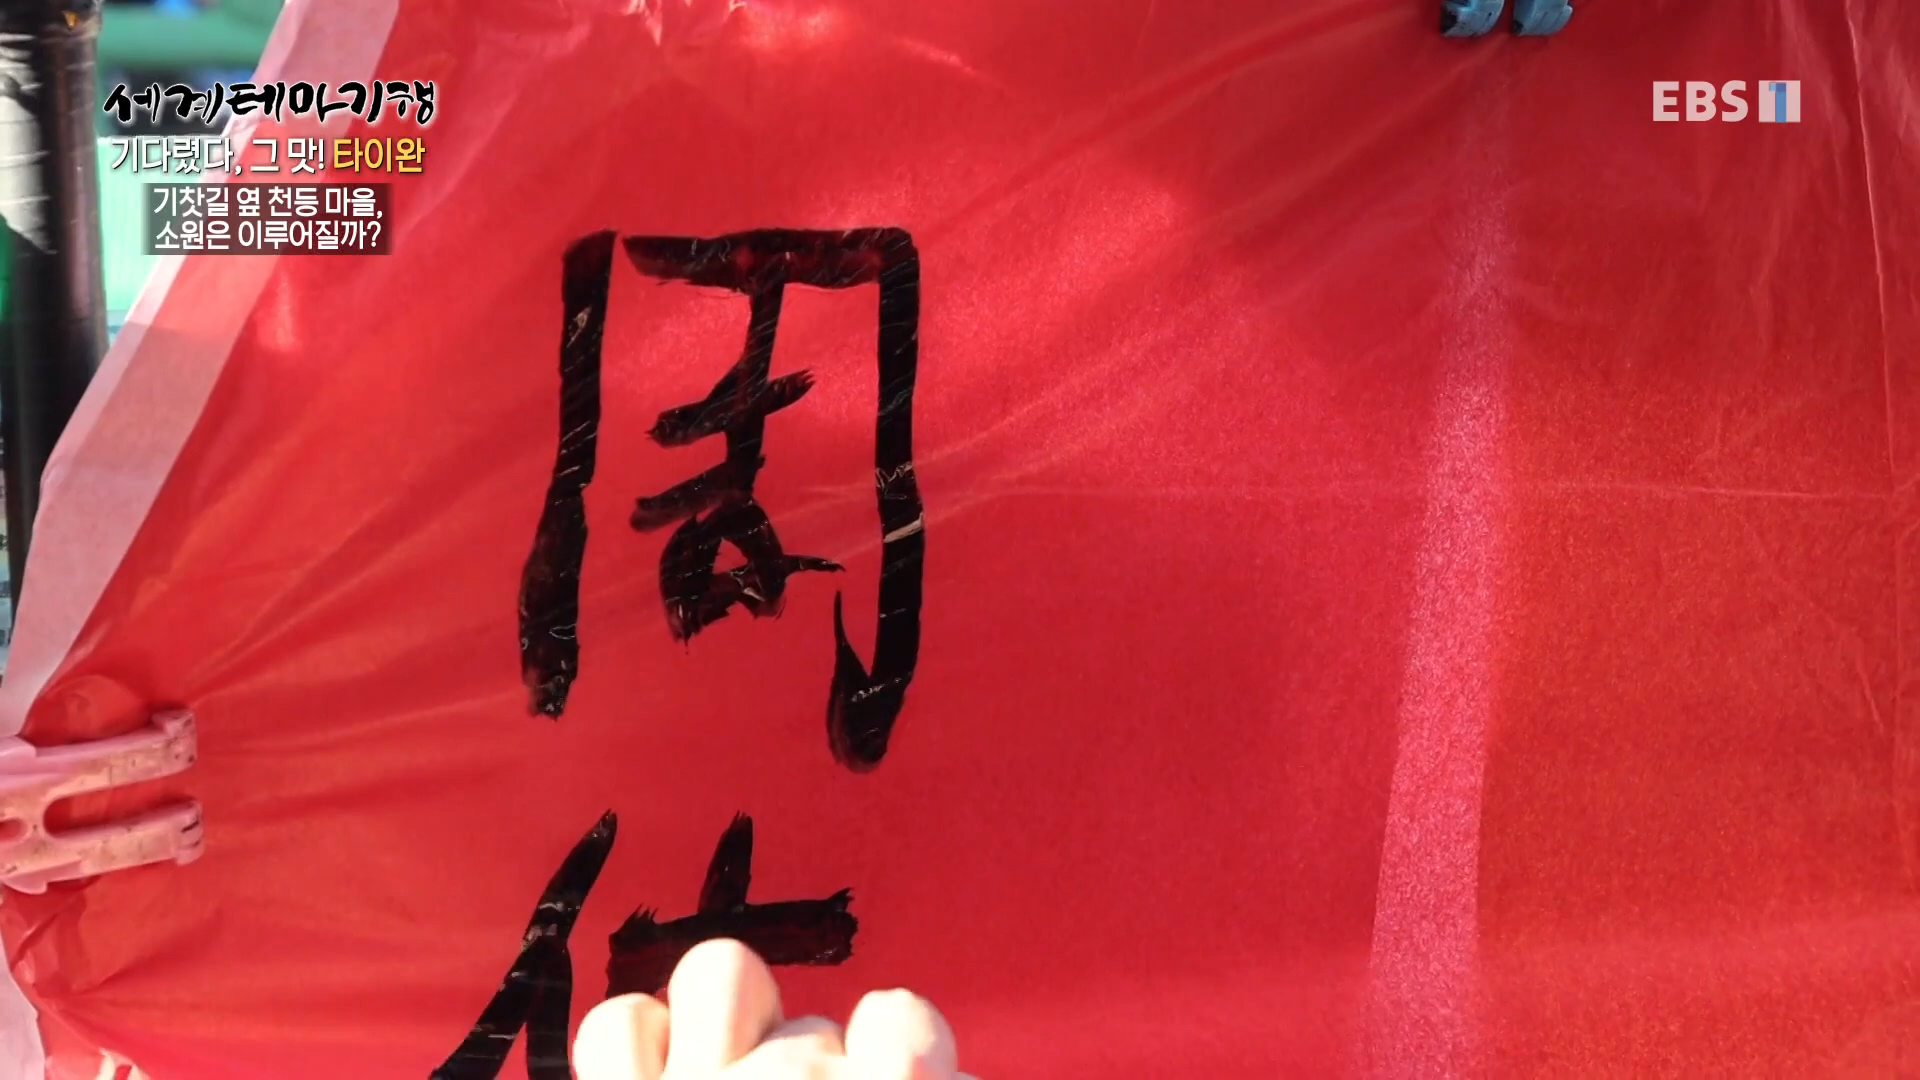 세계테마기행
기다렸다, 그 맛! 타이완
기찻길 옆 천등 마을,
소원은 이루어질까?
EBS 1
周